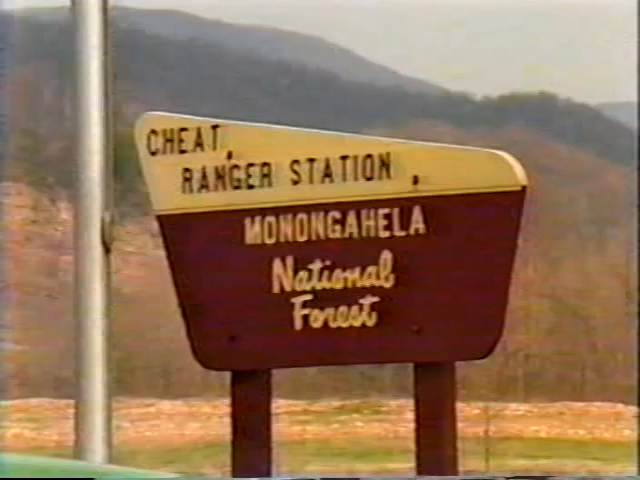 CHEAT
RANGER STATION
MONONGAHELA
National
Forest